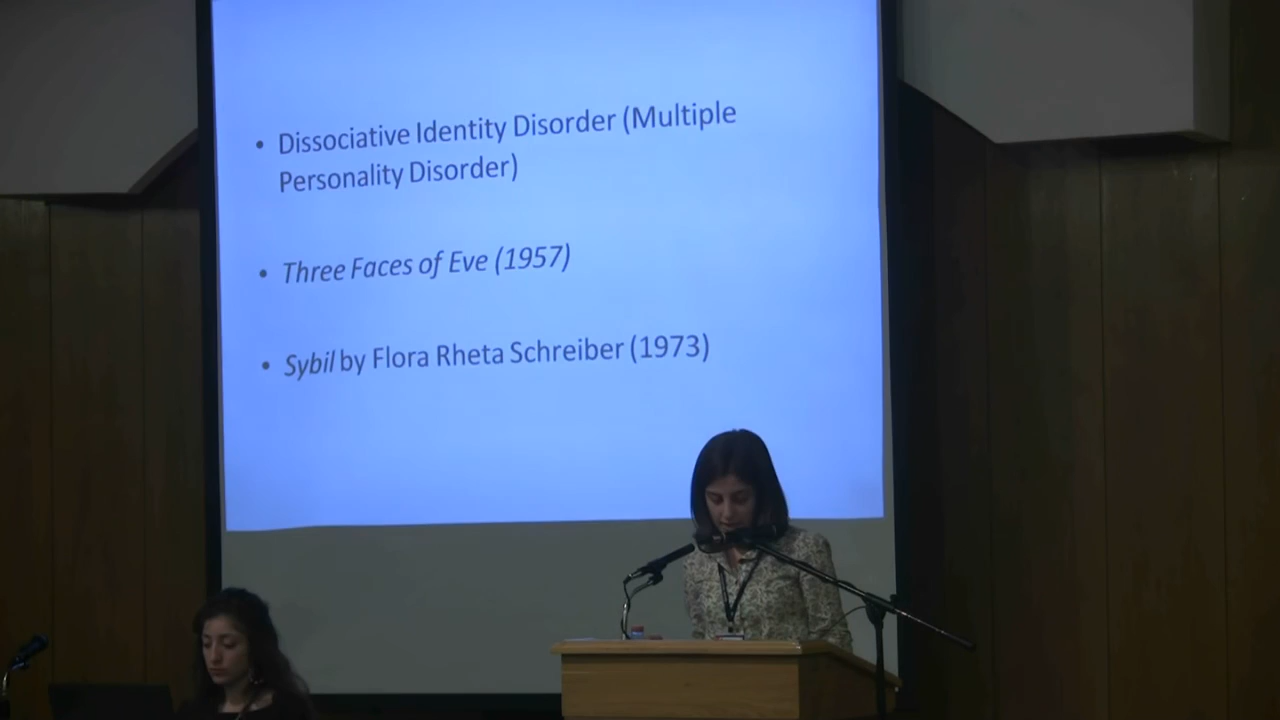 • Dissociative Identity Disorder (Multiple
Personality Disorder)
• Three Faces of Eve (1957)
• Sybil by Flora Rheta Schreiber (1973)